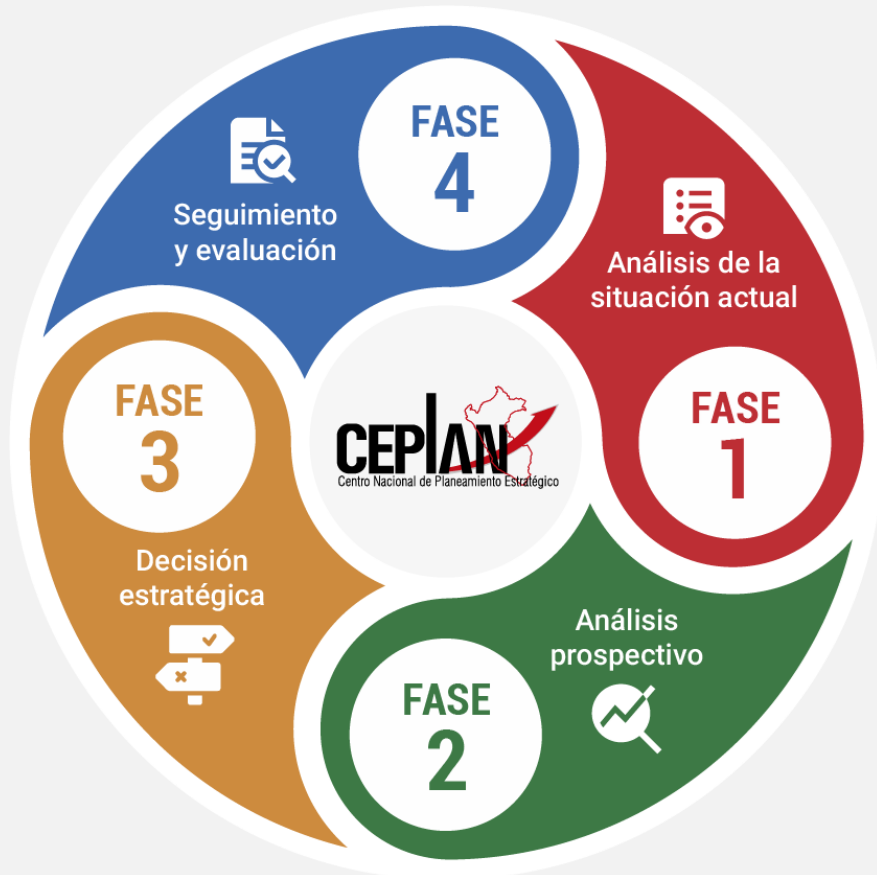 FASE
1
Análisis de la
situación actual
FASE
2
Análisis
prospectivo
FASE
3
Decisión
estratégica
FASE
4
Seguimiento
y evaluación
CEPLAN
Centro Nacional de Planeamiento Estratégico